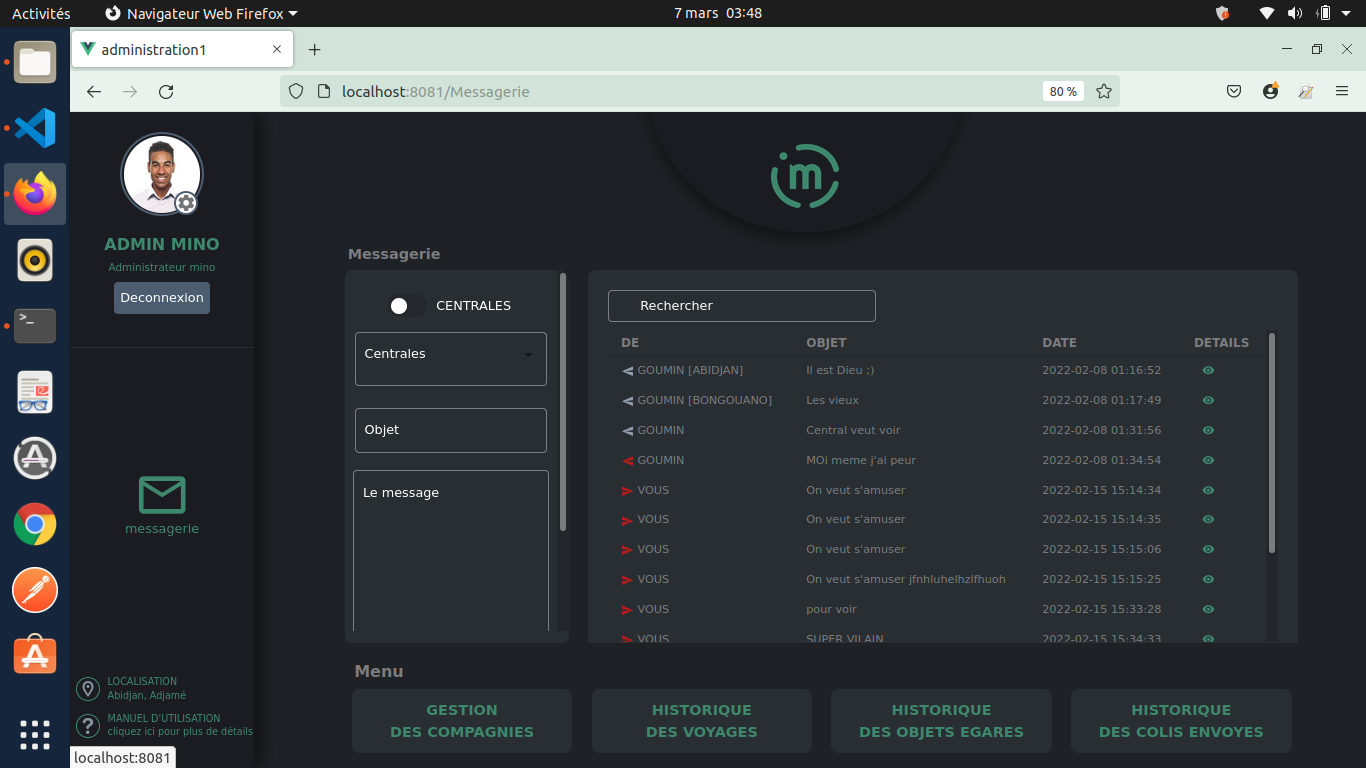 Activités
Navigateur Web Firefox
7 mars 03:48
administration1
localhost:8081/Messagerie
80 %
m
ADMIN MINO
Administrateur mino
Deconnexion
messagerie
LOCALISATION
Abidjan, Adjamé
MANUEL D'UTILISATION
cliquez ici pour plus de détails
localhost:8081
Messagerie
CENTRALES
Centrales
Objet
Le message
Rechercher
DE OBJET DATE DETAILS
GOUMIN [ABIDJAN] Il est Dieu ;) 2022-02-08 01:16:52
GOUMIN [BONGOUANO] Les vieux 2022-02-08 01:17:49
GOUMIN Central veut voir 2022-02-08 01:31:56
GOUMIN MOi meme j'ai peur 2022-02-08 01:34:54
VOUS On veut s'amuser 2022-02-15 15:14:34
VOUS On veut s'amuser 2022-02-15 15:14:35
VOUS On veut s'amuser 2022-02-15 15:15:06
VOUS On veut s'amuser jfnhluhelhzlfhuoh 2022-02-15 15:15:25
VOUS pour voir 2022-02-15 15:33:28
VOUS SUPER VILAIN 2022-02-15 15:34:33
Menu
GESTION
DES COMPAGNIES
HISTORIQUE
DES VOYAGES
HISTORIQUE
DES OBJETS EGARES
HISTORIQUE
DES COLIS ENVOYES